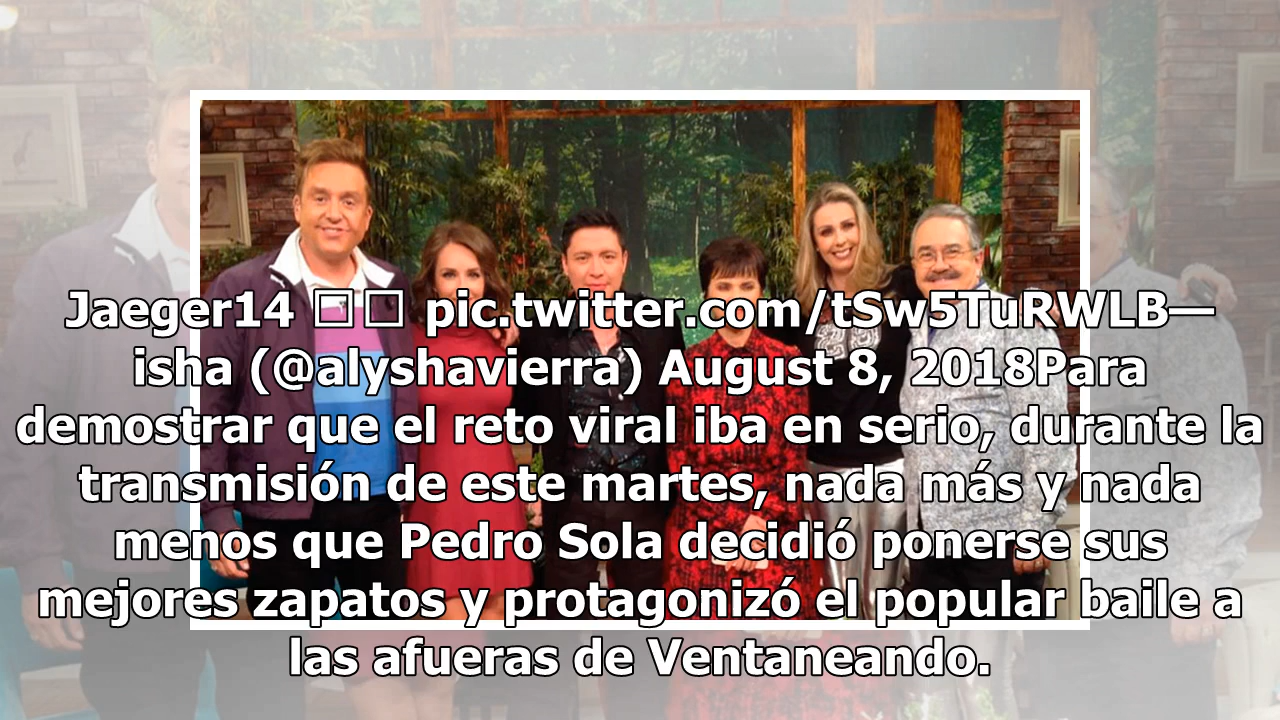 Jaeger14 □□ pic.twitter.com/tSw5TuRWLB—
isha (@alyshavierra) August 8, 2018Para
demostrar que el reto viral iba en serio, durante la
transmisión de este martes, nada más y nada
menos que Pedro Sola decidió ponerse sus
mejores zapatos y protagonizó el popular baile a
las afueras de Ventaneando.